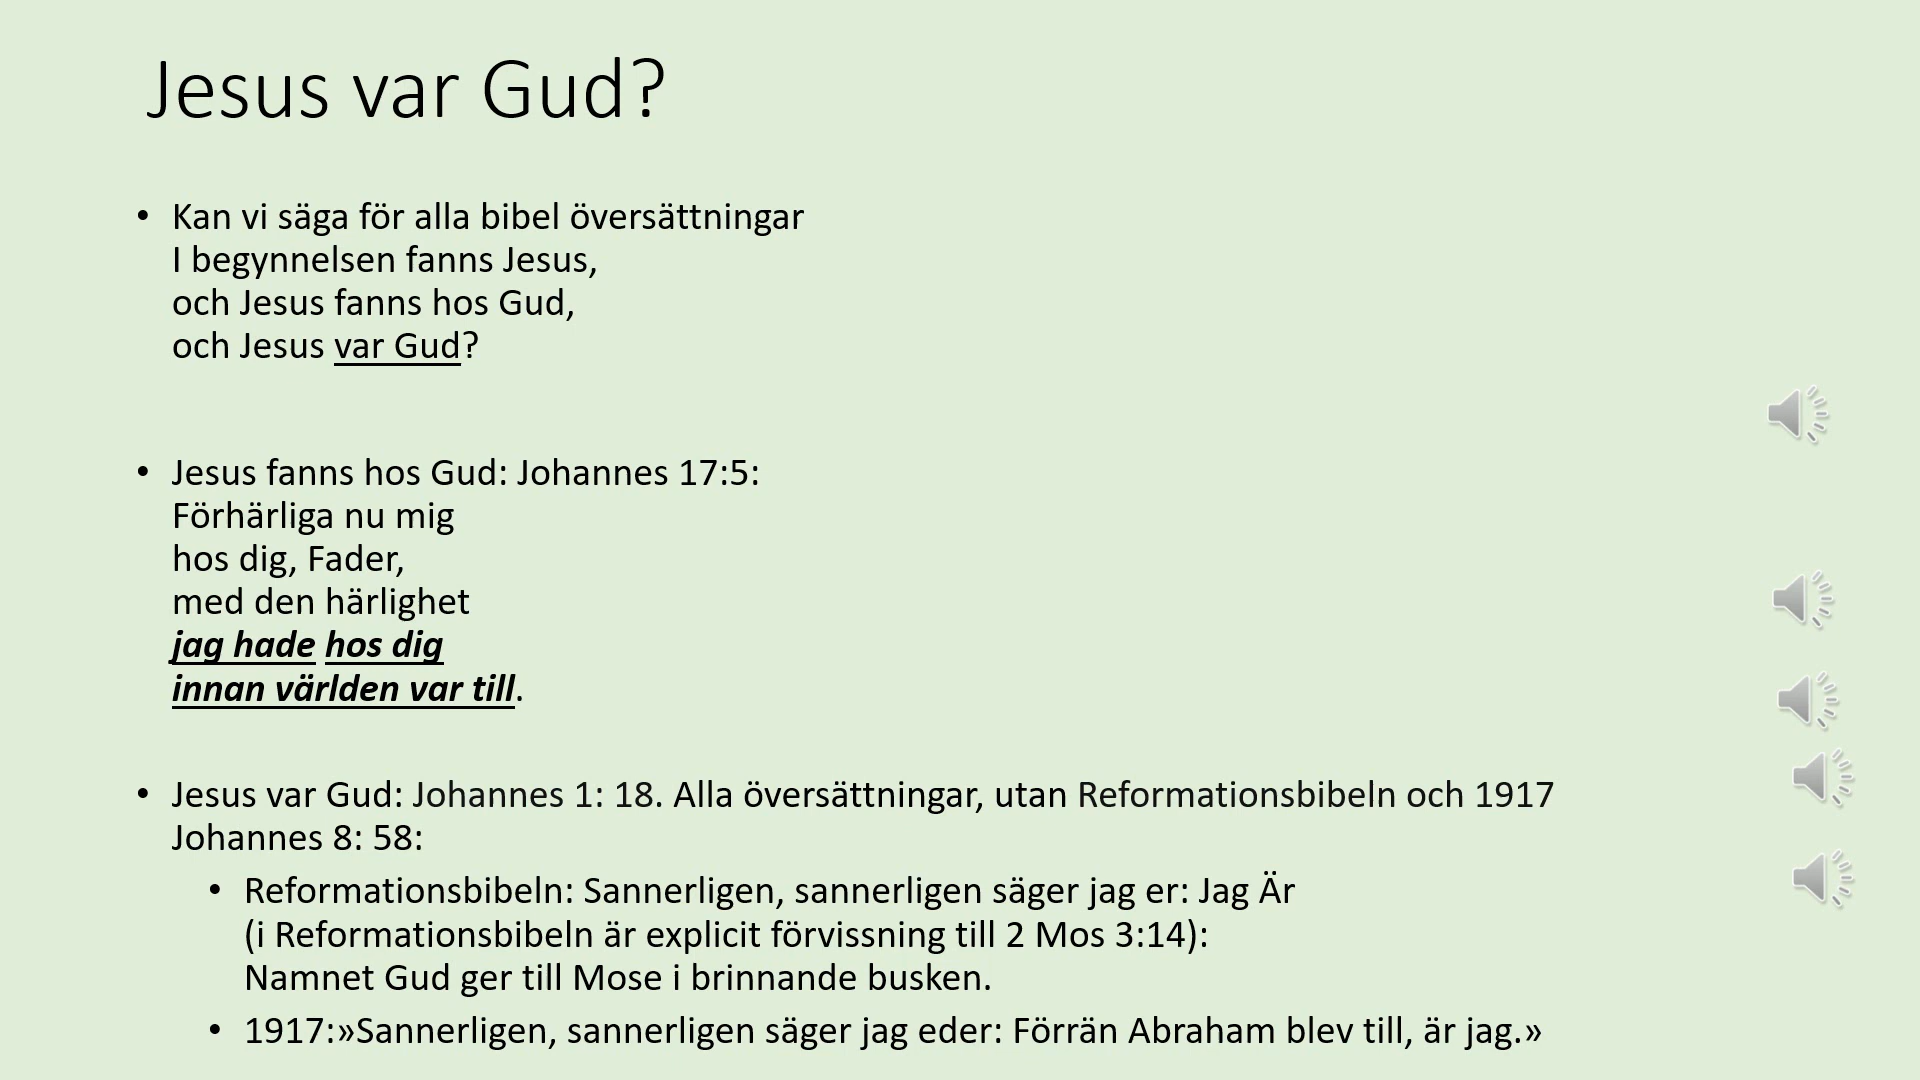 Jesus var Gud?
• Kan vi säga för alla bibel översättningar
I begynnelsen fanns Jesus,
och Jesus fanns hos Gud,
och Jesus var Gud?
• Jesus fanns hos Gud: Johannes 17:5:
Förhärliga nu mig
hos dig, Fader,
med den härlighet
jag hade hos dig
innan världen var till.
• Jesus var Gud: Johannes 1: 18. Alla översättningar, utan Reformationsbibeln och 1917
Johannes 8: 58:
• Reformationsbibeln: Sannerligen, sannerligen säger jag er: Jag Är
(i Reformationsbibeln är explicit förvissning till 2 Mos 3:14):
Namnet Gud ger till Mose i brinnande busken.
• 1917:»Sannerligen, sannerligen säger jag eder: Förrän Abraham blev till, är jag.»